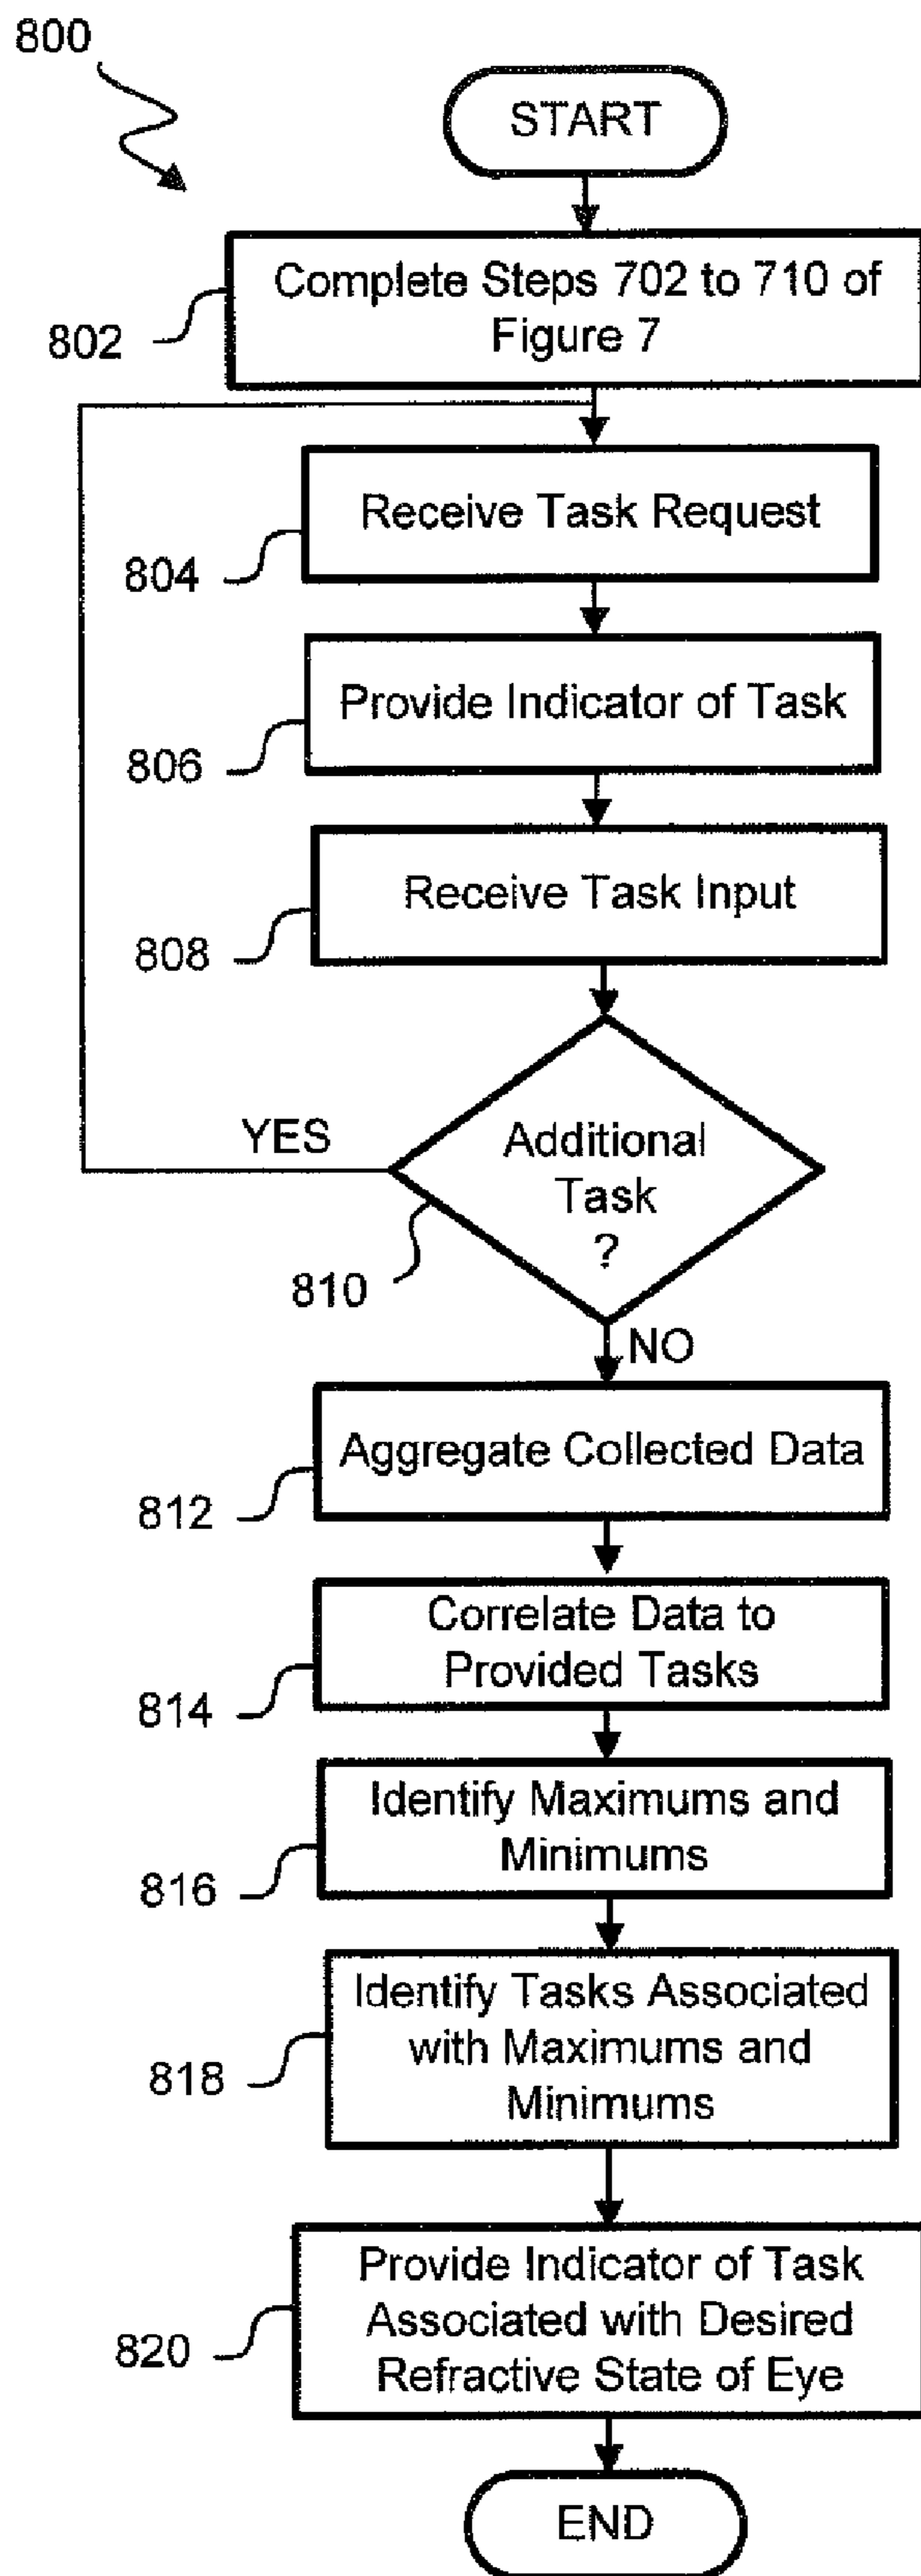 800
START
Complete Steps 702 to 710 of
Figure 7
802
Receive Task Request
804
Provide Indicator of Task
806
Receive Task Input
808
YES
Additional
Task
?
810
NO
Aggregate Collected Data
812
Correlate Data to
Provided Tasks
814
Identify Maximums and
Minimums
816
Identify Tasks Associated
with Maximums and
Minimums
818
Provide Indicator of Task
Associated with Desired
Refractive State of Eye
820
END